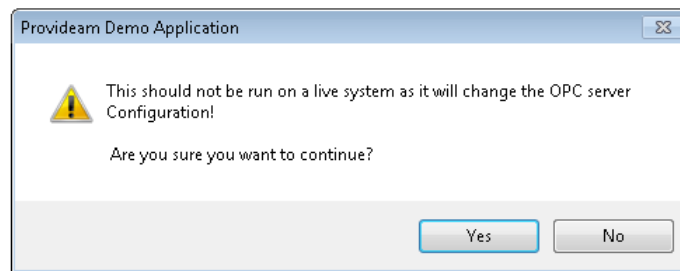 Provideam Demo Application
This should not be run on a live system as it will change the OPC server
Configuration!
Are you sure you want to continue?
Yes
No